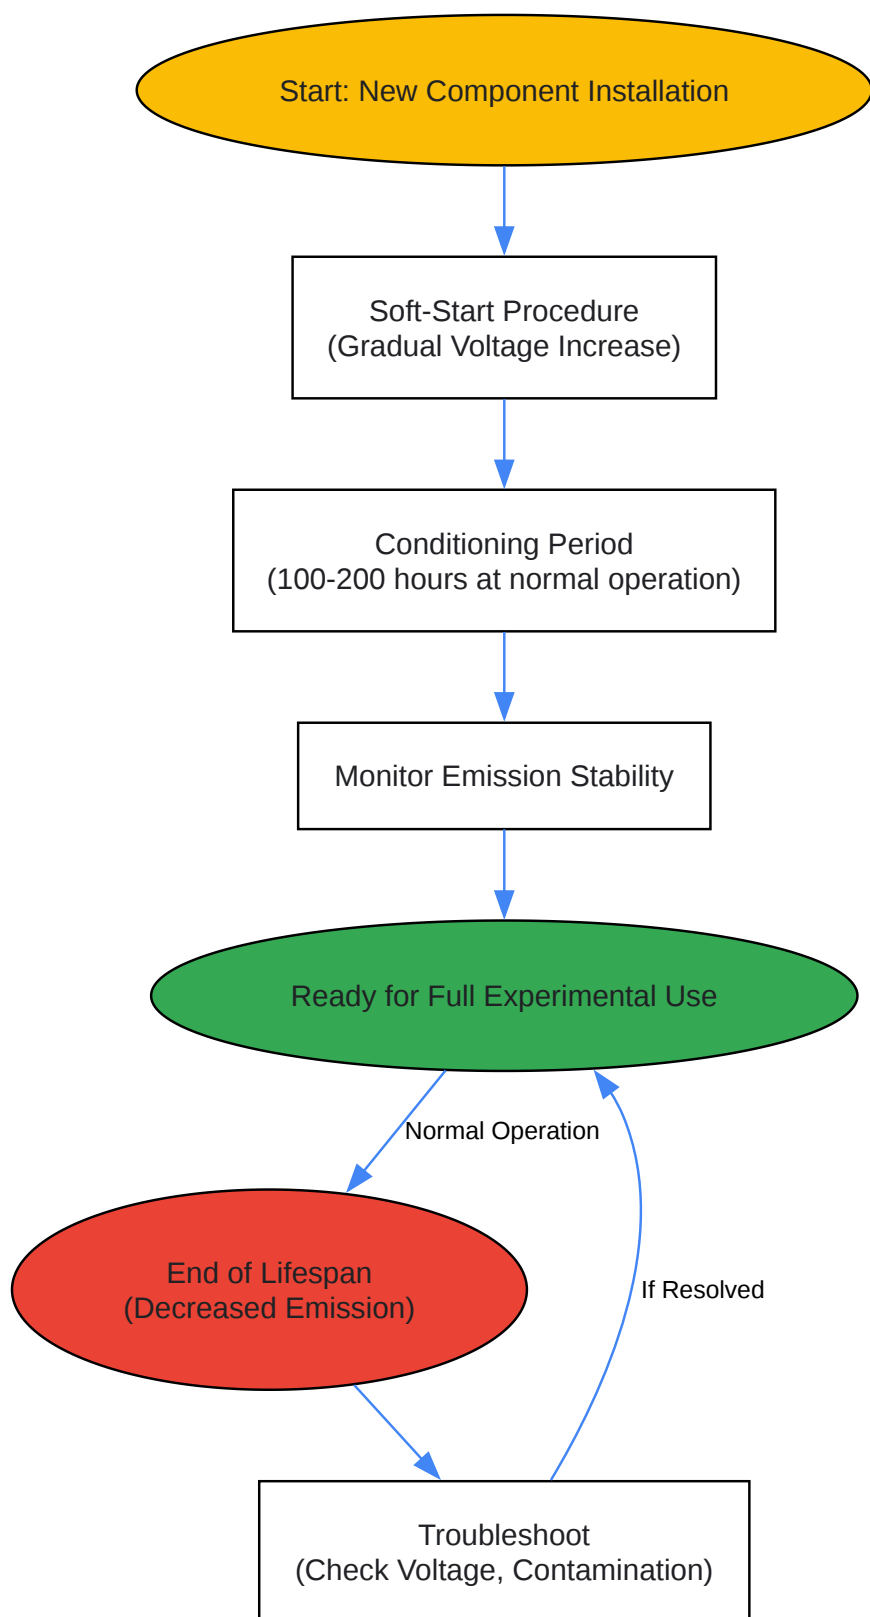 Start: New Component Installation
Soft-Start Procedure
(Gradual Voltage Increase)
Conditioning Period
(100-200 hours at normal operation)
Monitor Emission Stability
Ready for Full Experimental Use
Normal Operation
End of Lifespan
(Decreased Emission)
If Resolved
Troubleshoot
(Check Voltage, Contamination)